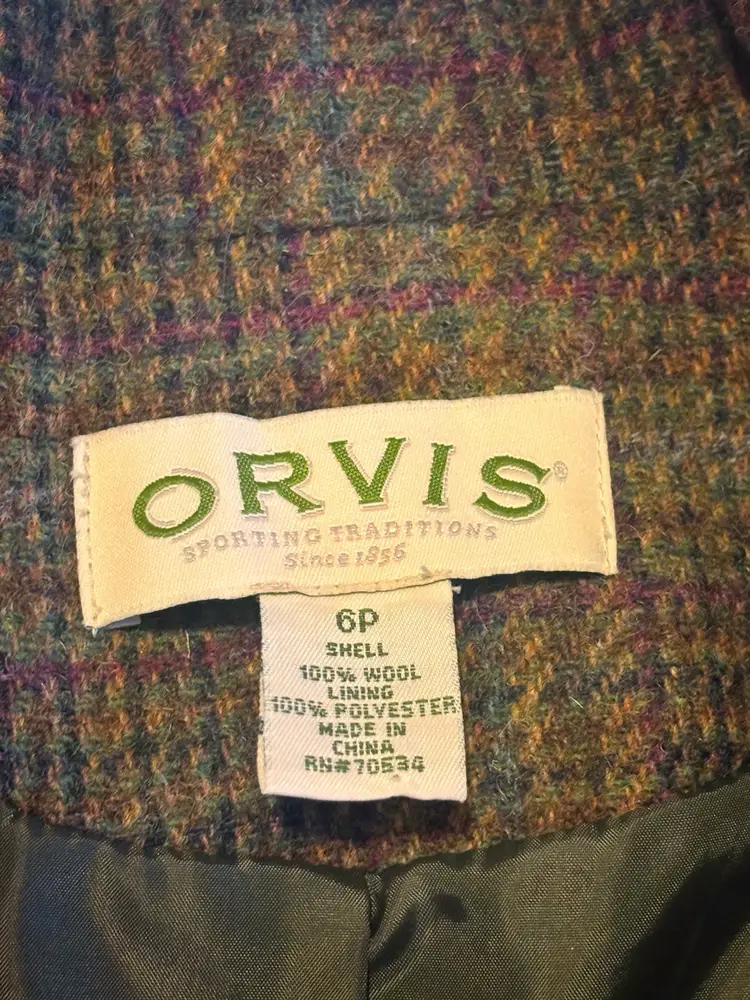 ORVIS®
SPORTING TRADITIONS
Since 1856
6P
SHELL
100% WOOL
LINING
100% POLYESTER
MADE IN
CHINA
RN#70534